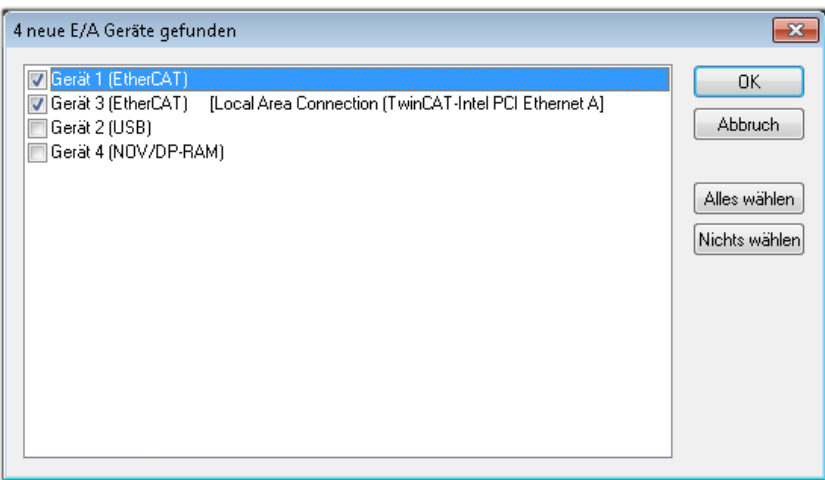 4 neue E/A Geräte gefunden
Gerät 1 (EtherCAT)
Gerät 3 (EtherCAT) [Local Area Connection (TwinCAT-Intel PCI Ethernet A]
Gerät 2 (USB)
Gerät 4 (NOV/DP-RAM)
OK
Abbruch
Alles wählen
Nichts wählen